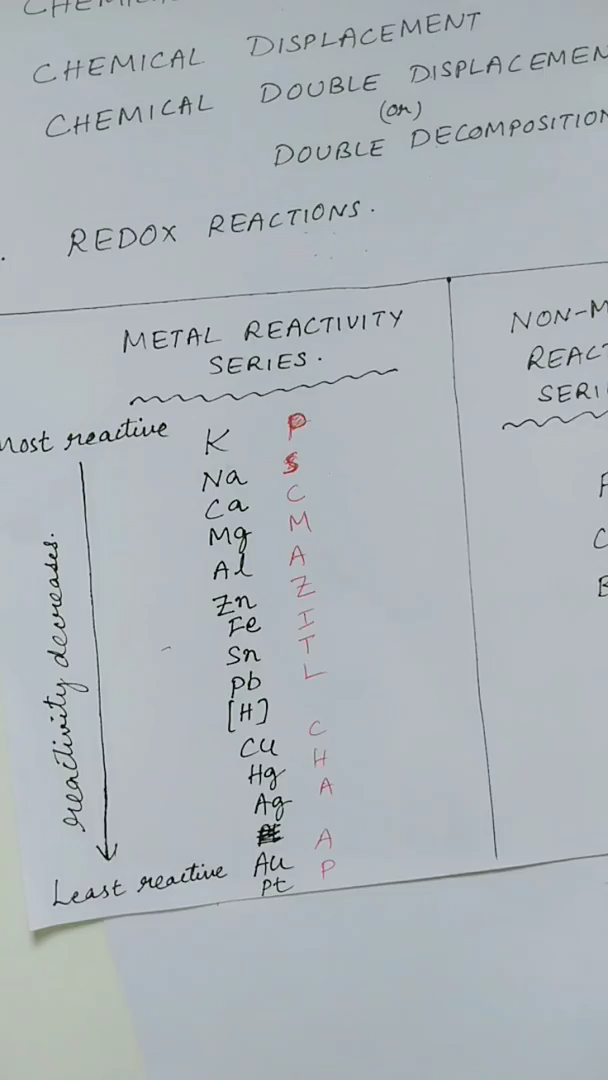 CHEMICAL DISPLACEMENT
CHEMICAL DOUBLE DISPLACEMEN
(or)
DOUBLE DECOMPOSITION
REDOX REACTIONS.
METAL REACTIVITY
SERIES.
Most reactive
K P
Na S
Ca C
Mg M
Al A
Zn Z
Fe I
Sn T
Pb L
[H]
Cu C
Hg H
Ag A
Au A
Pt P
reactivity decreases.
Least reactive
NON-M
REACT
SERI